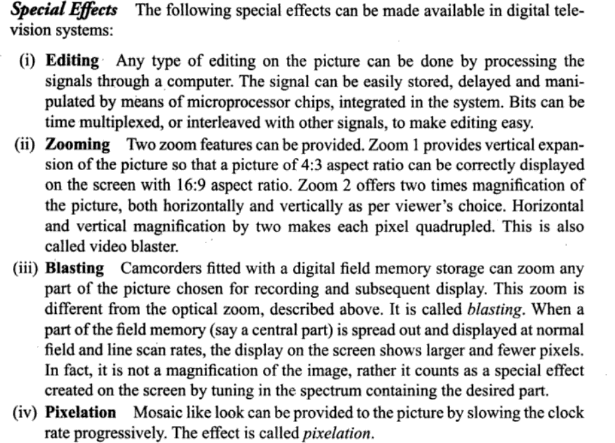 Special Effects The following special effects can be made available in digital tele-
vision systems:
(i) Editing Any type of editing on the picture can be done by processing the
signals through a computer. The signal can be easily stored, delayed and mani-
pulated by means of microprocessor chips, integrated in the system. Bits can be
time multiplexed, or interleaved with other signals, to make editing easy.
(ii) Zooming Two zoom features can be provided. Zoom 1 provides vertical expan-
sion of the picture so that a picture of 4:3 aspect ratio can be correctly displayed
on the screen with 16:9 aspect ratio. Zoom 2 offers two times magnification of
the picture, both horizontally and vertically as per viewer's choice. Horizontal
and vertical magnification by two makes each pixel quadrupled. This is also
called video blaster.
(iii) Blasting Camcorders fitted with a digital field memory storage can zoom any
part of the picture chosen for recording and subsequent display. This zoom is
different from the optical zoom, described above. It is called blasting. When a
part of the field memory (say a central part) is spread out and displayed at normal
field and line scan rates, the display on the screen shows larger and fewer pixels.
In fact, it is not a magnification of the image, rather it counts as a special effect
created on the screen by tuning in the spectrum containing the desired part.
(iv) Pixelation Mosaic like look can be provided to the picture by slowing the clock
rate progressively. The effect is called pixelation.